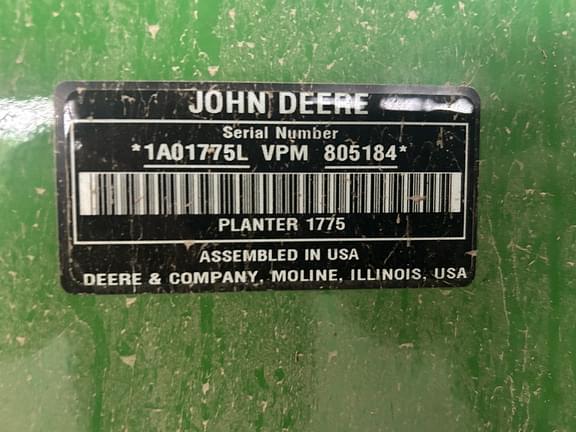 JOHN DEERE
Serial Number
*1A01775L VPM 805184*
PLANTER 1775
ASSEMBLED IN USA
DEERE & COMPANY, MOLINE, ILLINOIS, USA